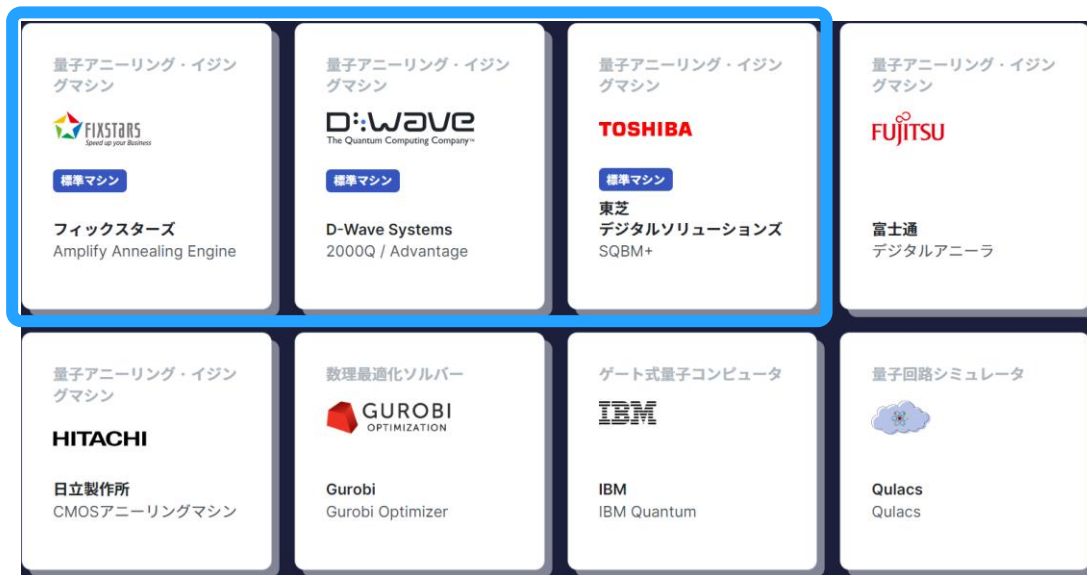 量子アニーリング・イジン
グマシン
FIXSTARS
Speed up your Business
標準マシン
フィックスターズ
Amplify Annealing Engine
量子アニーリング・イジン
グマシン
D:WAVE
The Quantum Computing Company™
標準マシン
D-Wave Systems
2000Q / Advantage
量子アニーリング・イジン
グマシン
TOSHIBA
標準マシン
東芝
デジタルソリューションズ
SQBM+
量子アニーリング・イジン
グマシン
FUJITSU
富士通
デジタルアニーラ
量子アニーリング・イジン
グマシン
HITACHI
日立製作所
CMOSアニーリングマシン
数理最適化ソルバー
GUROBI
OPTIMIZATION
Gurobi
Gurobi Optimizer
ゲート式量子コンピュータ
IBM
IBM
IBM Quantum
量子回路シミュレータ
Qulacs
Qulacs